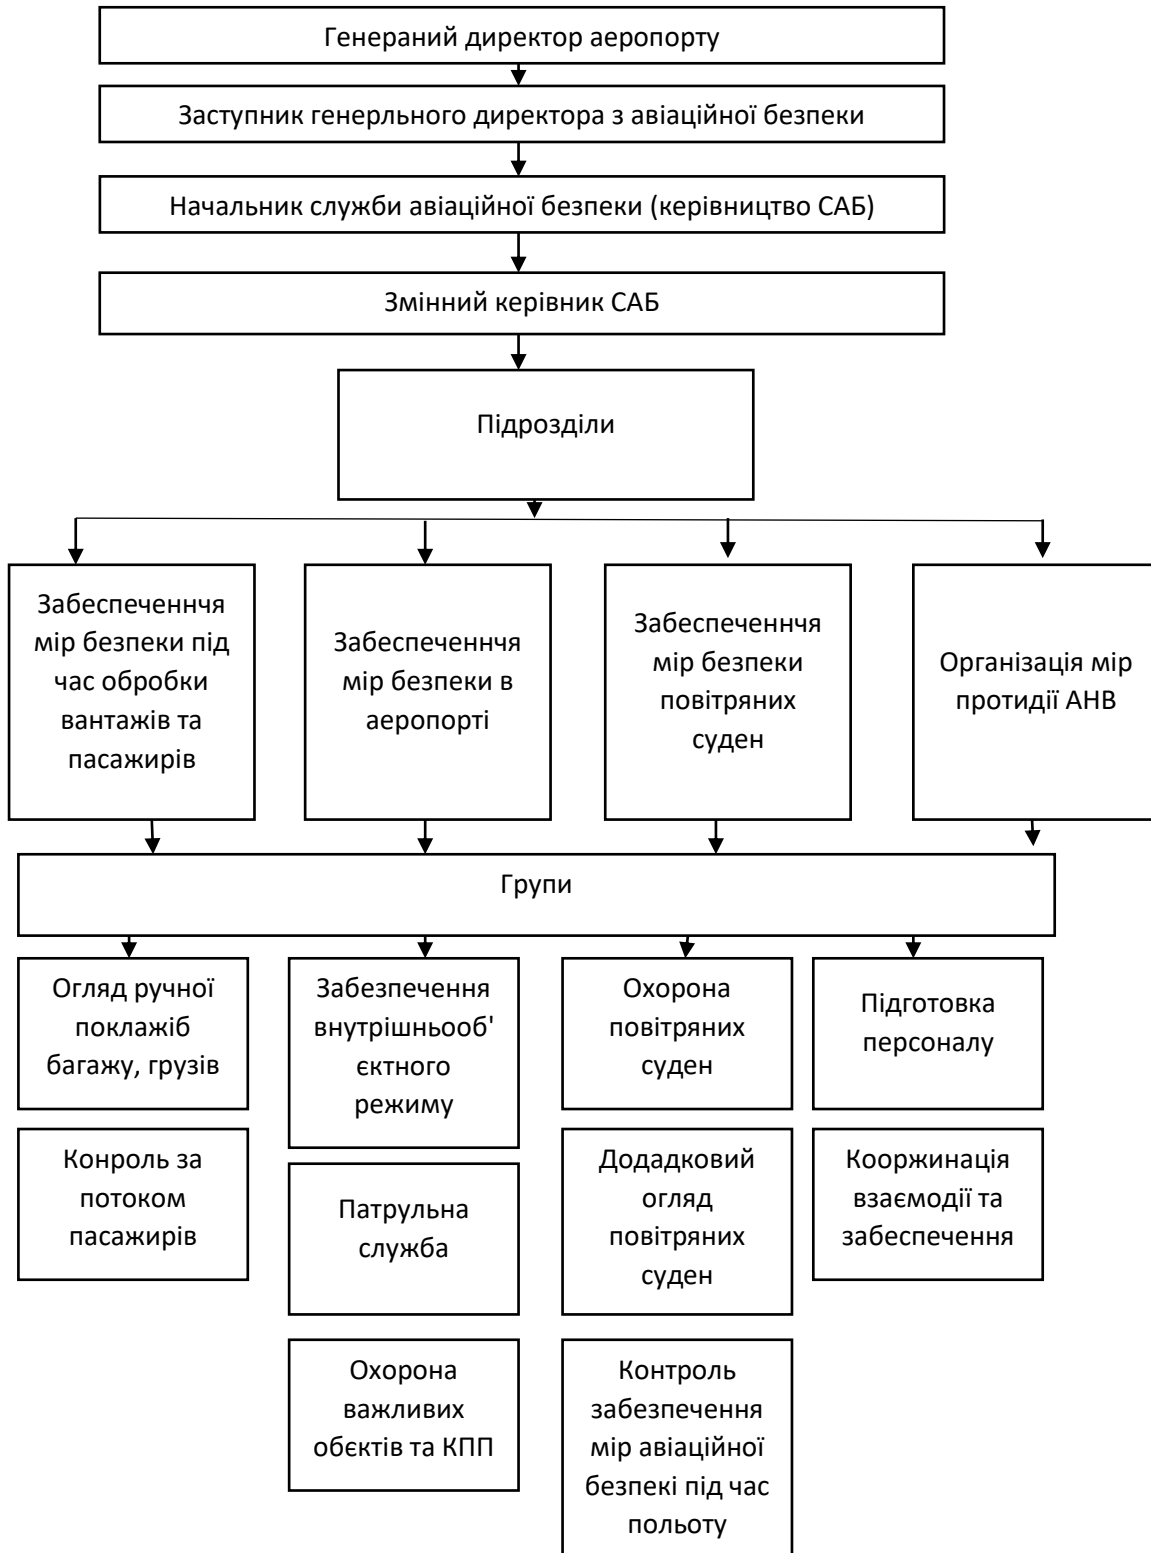 Генераний директор аеропорту
Заступник генерльного директора з авіаційної безпеки
Начальник служби авіаційної безпеки (керівництво САБ)
Змінний керівник САБ
Підрозділи
Забеспеченнчя
мір безпеки під
час обробки
вантажів та
пасажирів
Забеспеченнчя
мір безпеки в
аеропорті
Забеспеченнчя
мір безпеки
повітряних
суден
Організація мір
протидії АНВ
Групи
Огляд ручної
поклажіб
багажу, грузів
Забезпечення
внутрішньооб'
єктного
режиму
Охорона
повітряних
суден
Підготовка
персоналу
Конроль за
потоком
пасажирів
Патрульна
служба
Дододковий
огляд
повітряних
суден
Кооржинація
взаємодії та
забеспечення
Охорона
важливих
обєктів та КПП
Контроль
забезпечення
мір авіаційної
безпекі під час
польоту